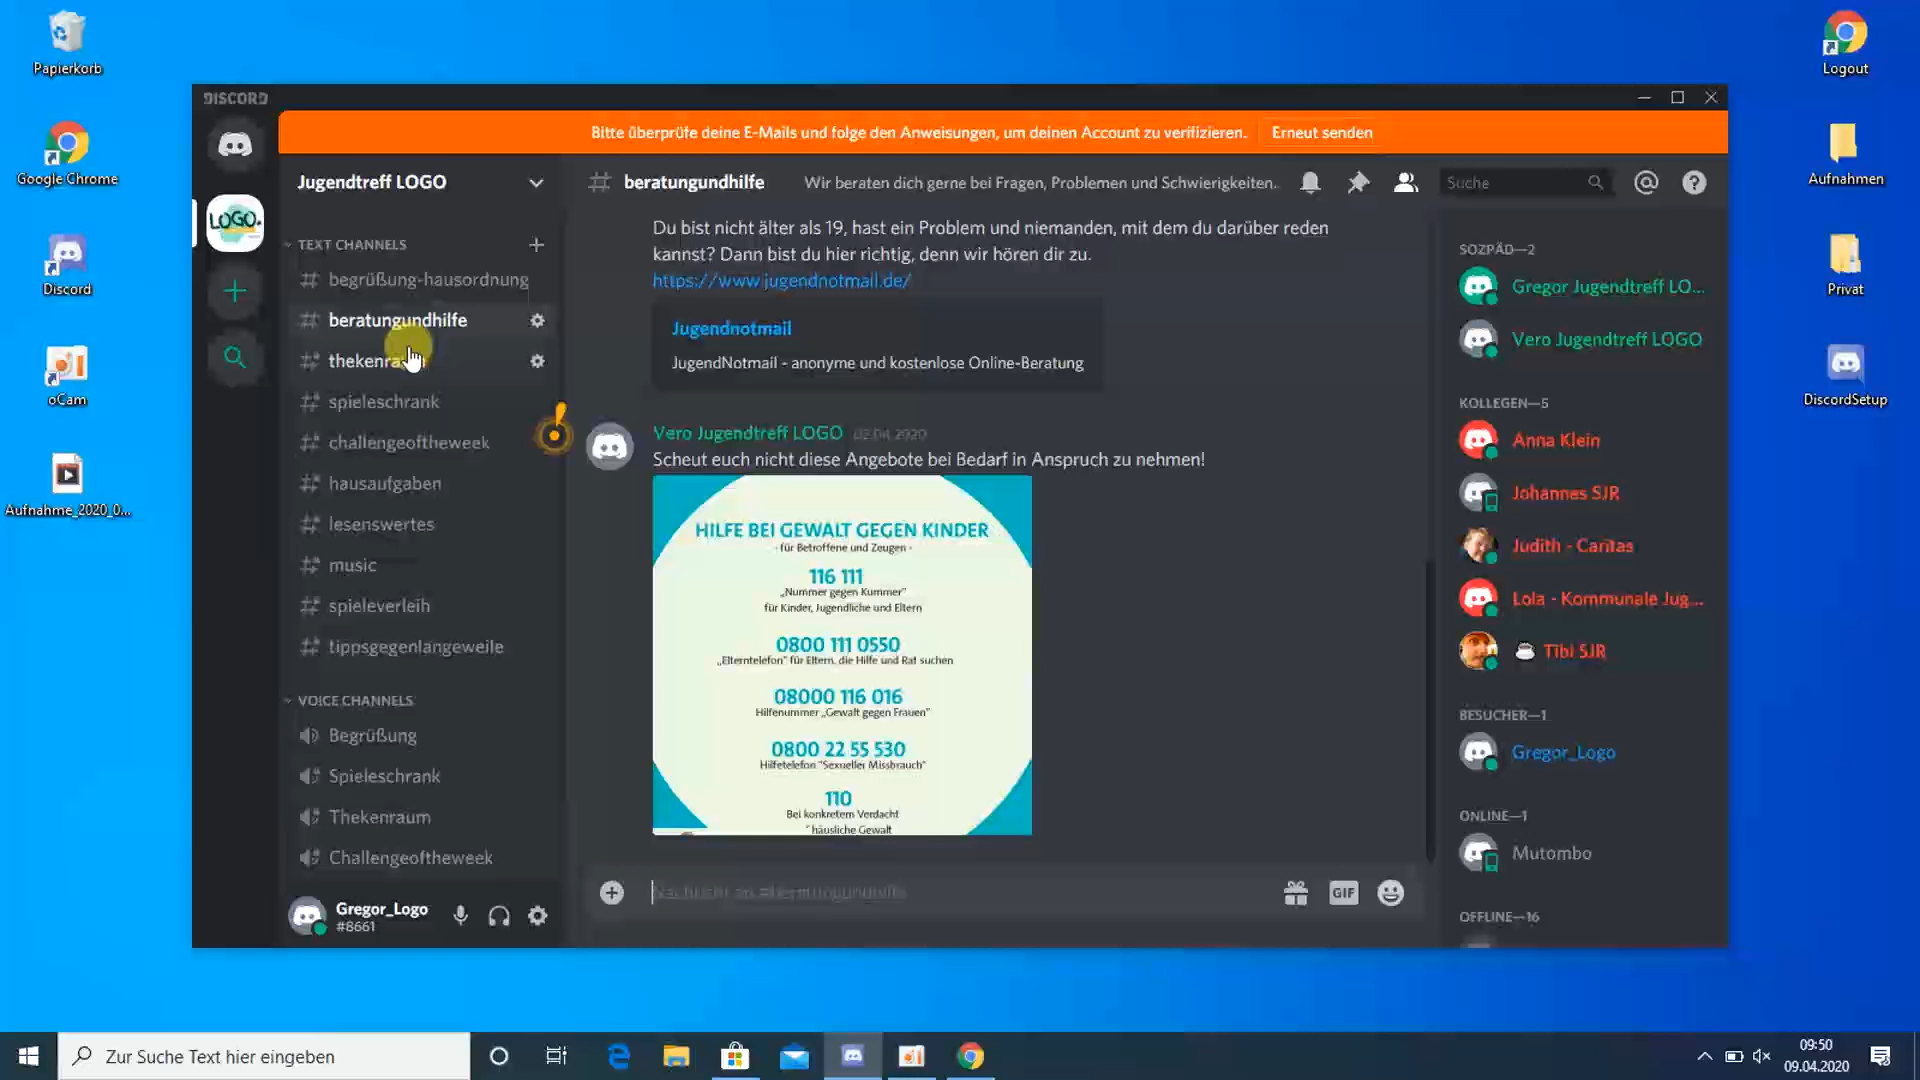 Papierkorb
Google Chrome
Discord
oCam
Aufnahme_2020_0...
Logout
Aufnahmen
Privat
DiscordSetup
DISCORD
Bitte überprüfe deine E-Mails und folge den Anweisungen, um deinen Account zu verifizieren. Erneut senden
LOGO.
Jugendtreff LOGO
TEXT CHANNELS
begrüßung-hausordnung
beratungundhilfe
spieleschrank
challengeoftheweek
hausaufgaben
lesenswertes
music
spieleverleih
tippsgegenlangeweile
VOICE CHANNELS
Begrüßung
Spieleschrank
Thekenraum
Challengeoftheweek
Gregor_Logo
#8661
# beratungundhilfe Wir beraten dich gerne bei Fragen, Problemen und Schwierigkeiten.
Suche
Du bist nicht älter als 19, hast ein Problem und niemanden, mit dem du darüber reden
kannst? Dann bist du hier richtig, denn wir hören dir zu.
https://www.jugendnotmail.de/
Jugendnotmail
JugendNotmail - anonyme und kostenlose Online-Beratung
Vero Jugendtreff LOGO 02.04.2020
Scheut euch nicht diese Angebote bei Bedarf in Anspruch zu nehmen!
HILFE BEI GEWALT GEGEN KINDER
- für Betroffene und Zeugen -
116 111
„Nummer gegen Kummer"
für Kinder, Jugendliche und Eltern
0800 111 0550
„Elterntelefon" für Eltern, die Hilfe und Rat suchen
08000 116 016
Hilfenummer „Gewalt gegen Frauen"
0800 22 55 530
Hilfetelefon "Sexueller Missbrauch"
110
Bei konkretem Verdacht
häusliche Gewalt
GIF
SOZPÄD—2
Gregor Jugendtreff LO...
Vero Jugendtreff LOGO
KOLLEGEN—5
Anna Klein
Johannes SJR
Judith - Caritas
Lola - Kommunale Jug...
Tibi SJR
BESUCHER—1
Gregor_Logo
ONLINE—1
Mutombo
OFFLINE—16
Zur Suche Text hier eingeben
09:50
09.04.2020